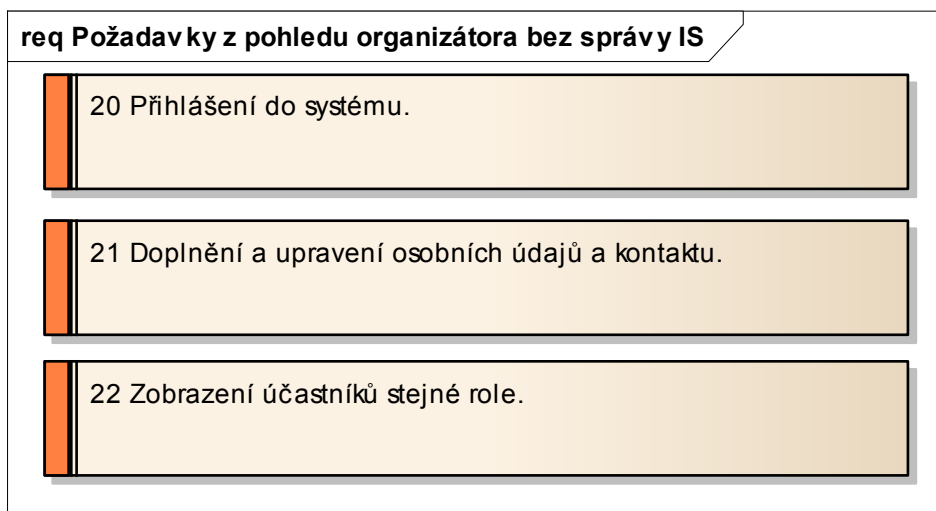 req Požadavky z pohledu organizátora bez správy IS
20 Přihlášení do systému.
21 Doplnění a upravení osobních údajů a kontaktu.
22 Zobrazení účastníků stejné role.